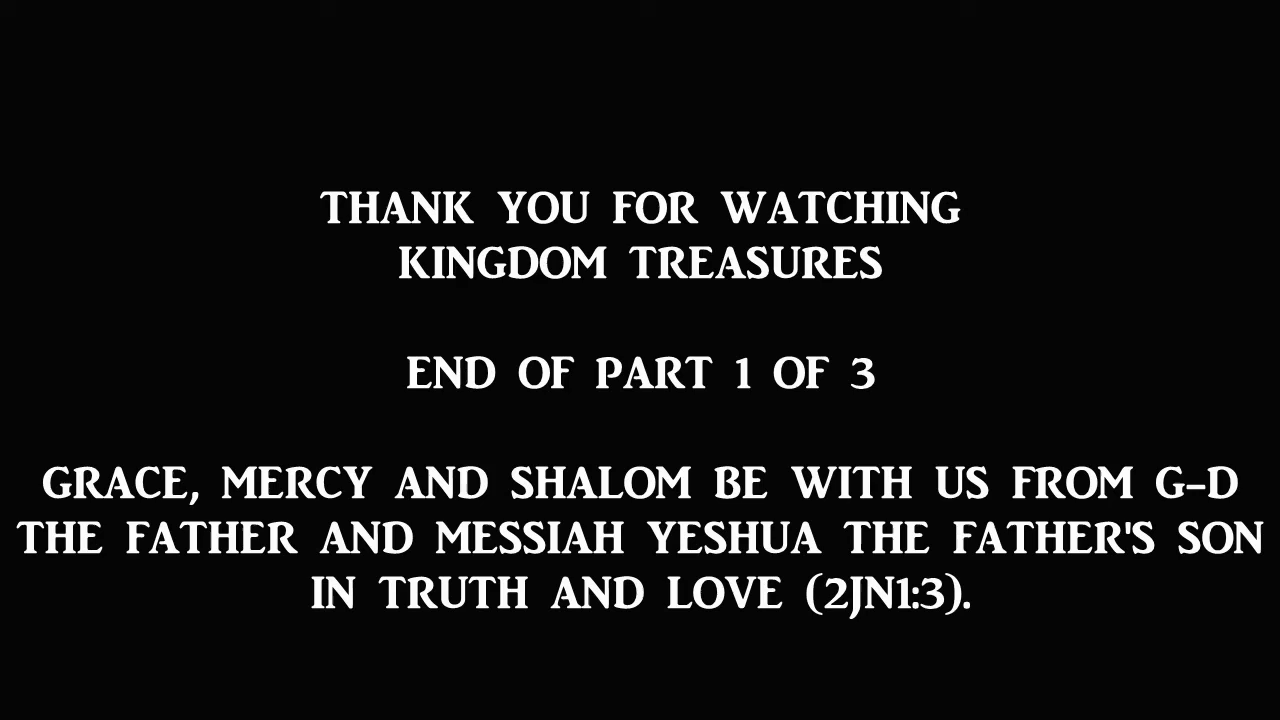 THANK YOU FOR WATCHING
KINGDOM TREASURES
END OF PART 1 OF 3
GRACE, MERCY AND SHALOM BE WITH US FROM G-D
THE FATHER AND MESSIAH YESHUA THE FATHER'S SON
IN TRUTH AND LOVE (2JN1:3).